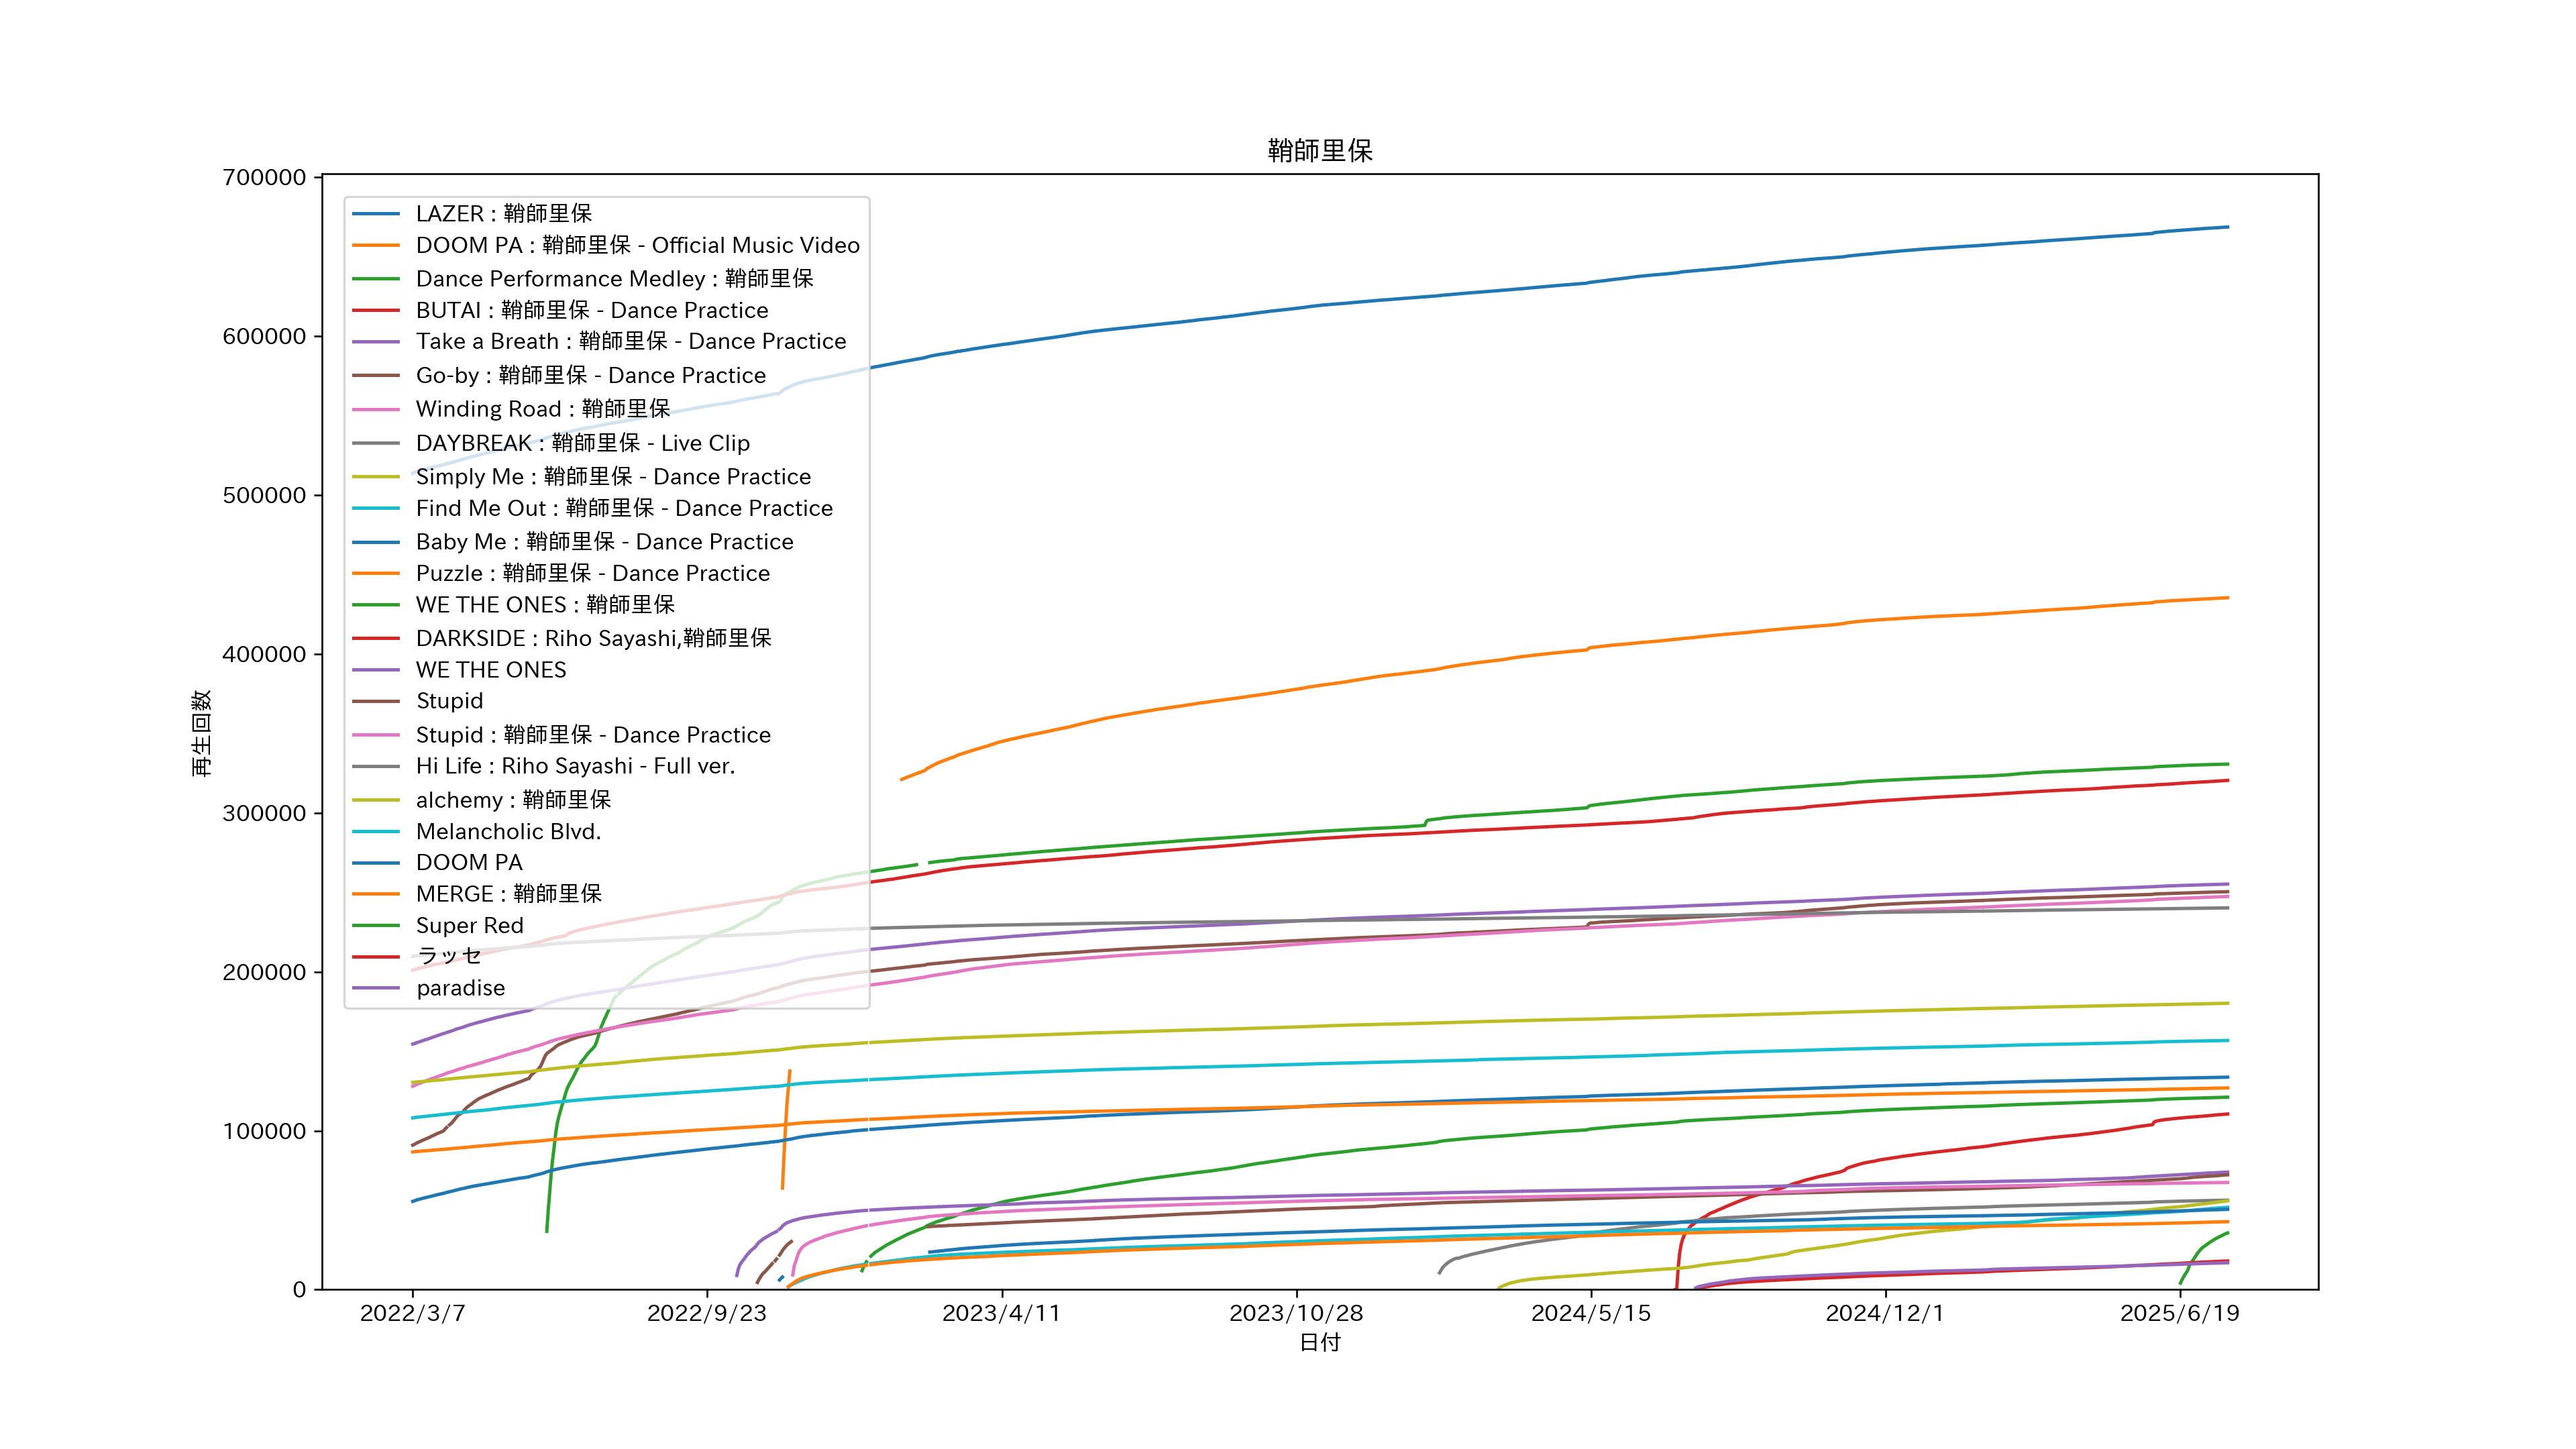 鞘師里保
700000
600000
500000
400000
300000
200000
100000
0
再生回数
LAZER : 鞘師里保
DOOM PA : 鞘師里保 - Official Music Video
Dance Performance Medley : 鞘師里保
BUTAI : 鞘師里保 - Dance Practice
Take a Breath : 鞘師里保 - Dance Practice
Go-by : 鞘師里保 - Dance Practice
Winding Road : 鞘師里保
DAYBREAK : 鞘師里保 - Live Clip
Simply Me : 鞘師里保 - Dance Practice
Find Me Out : 鞘師里保 - Dance Practice
Baby Me : 鞘師里保 - Dance Practice
Puzzle : 鞘師里保 - Dance Practice
WE THE ONES : 鞘師里保
DARKSIDE : Riho Sayashi,鞘師里保
WE THE ONES
Stupid
Stupid : 鞘師里保 - Dance Practice
Hi Life : Riho Sayashi - Full ver.
alchemy : 鞘師里保
Melancholic Blvd.
DOOM PA
MERGE : 鞘師里保
Super Red
ラッセ
paradise
2022/3/7
2022/9/23
2023/4/11
2023/10/28
2024/5/15
2024/12/1
2025/6/19
日付